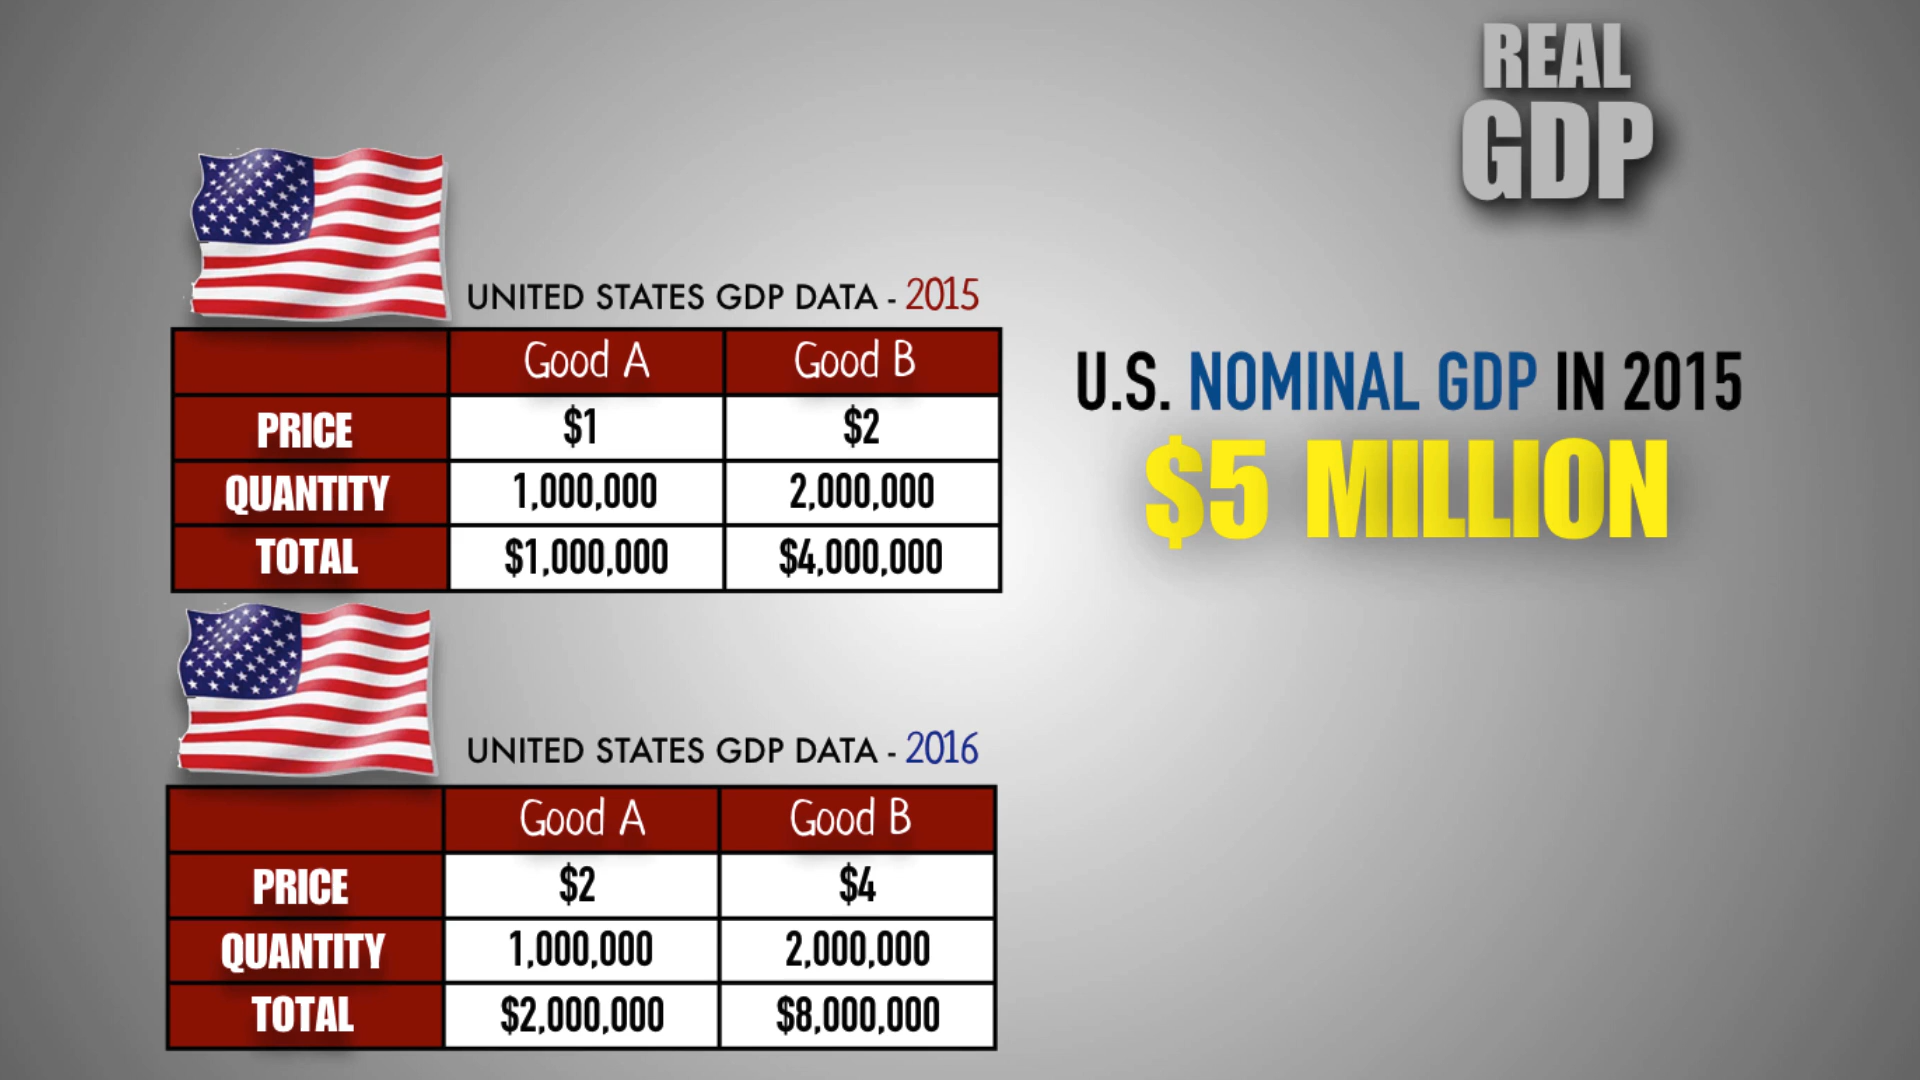 REAL
GDP
UNITED STATES GDP DATA - 2015
Good A Good B
PRICE $1 $2
QUANTITY 1,000,000 2,000,000
TOTAL $1,000,000 $4,000,000
U.S. NOMINAL GDP IN 2015
$5 MILLION
UNITED STATES GDP DATA - 2016
Good A Good B
PRICE $2 $4
QUANTITY 1,000,000 2,000,000
TOTAL $2,000,000 $8,000,000